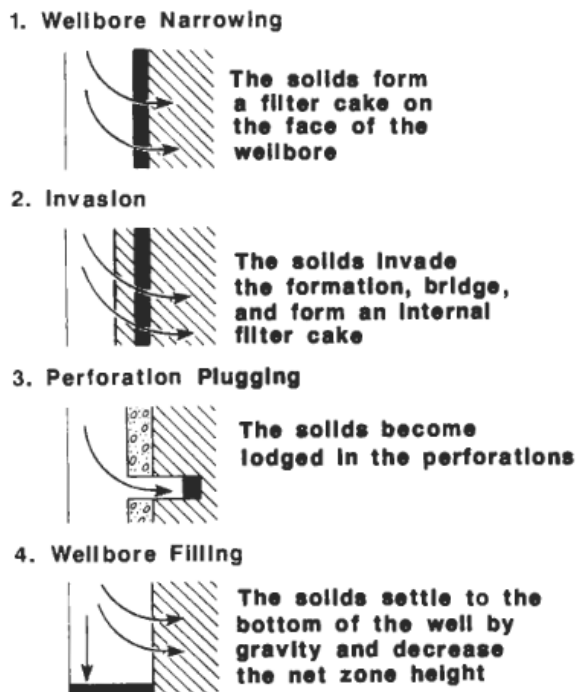 1. Wellbore Narrowing
The solids form
a filter cake on
the face of the
wellbore
2. Invasion
The solids invade
the formation, bridge,
and form an internal
filter cake
3. Perforation Plugging
The solids become
lodged in the perforations
4. Wellbore Filling
The solids settle to the
bottom of the well by
gravity and decrease
the net zone height